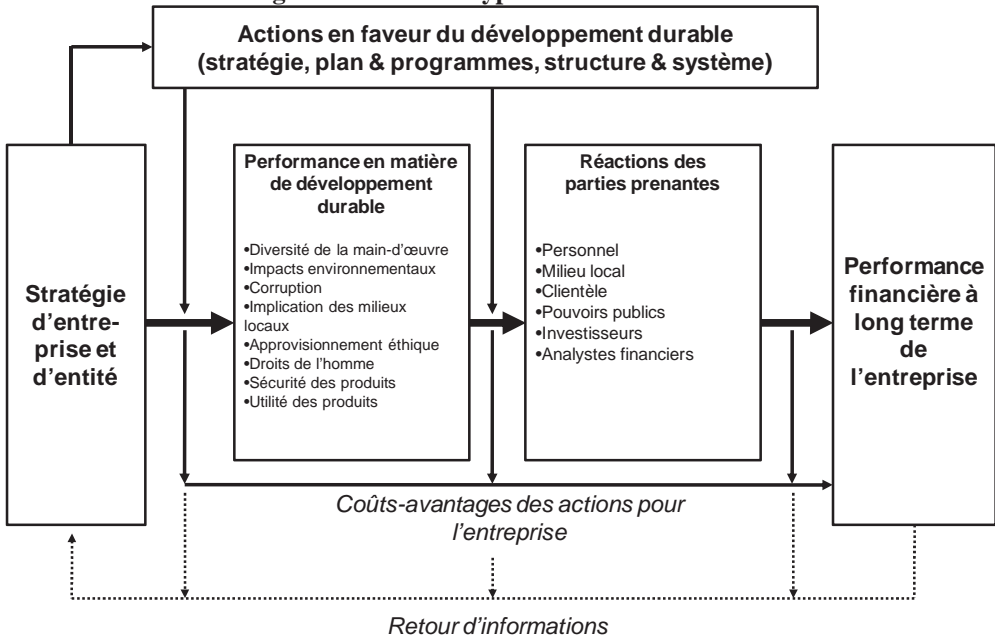 Actions en faveur du développement durable
(stratégie, plan & programmes, structure & système)
Stratégie
d’entre-
prise et
d’entité
Performance en matière
de développement
durable
•Diversité de la main-d’œuvre
•Impacts environnementaux
•Corruption
•Implication des milieux
locaux
•Approvisionnement éthique
•Droits de l’homme
•Sécurité des produits
•Utilité des produits
Réactions des
parties prenantes
•Personnel
•Milieu local
•Clientèle
•Pouvoirs publics
•Investisseurs
•Analystes financiers
Performance
financière à
long terme
de
l’entreprise
Coûts-avantages des actions pour
l’entreprise
Retour d’informations